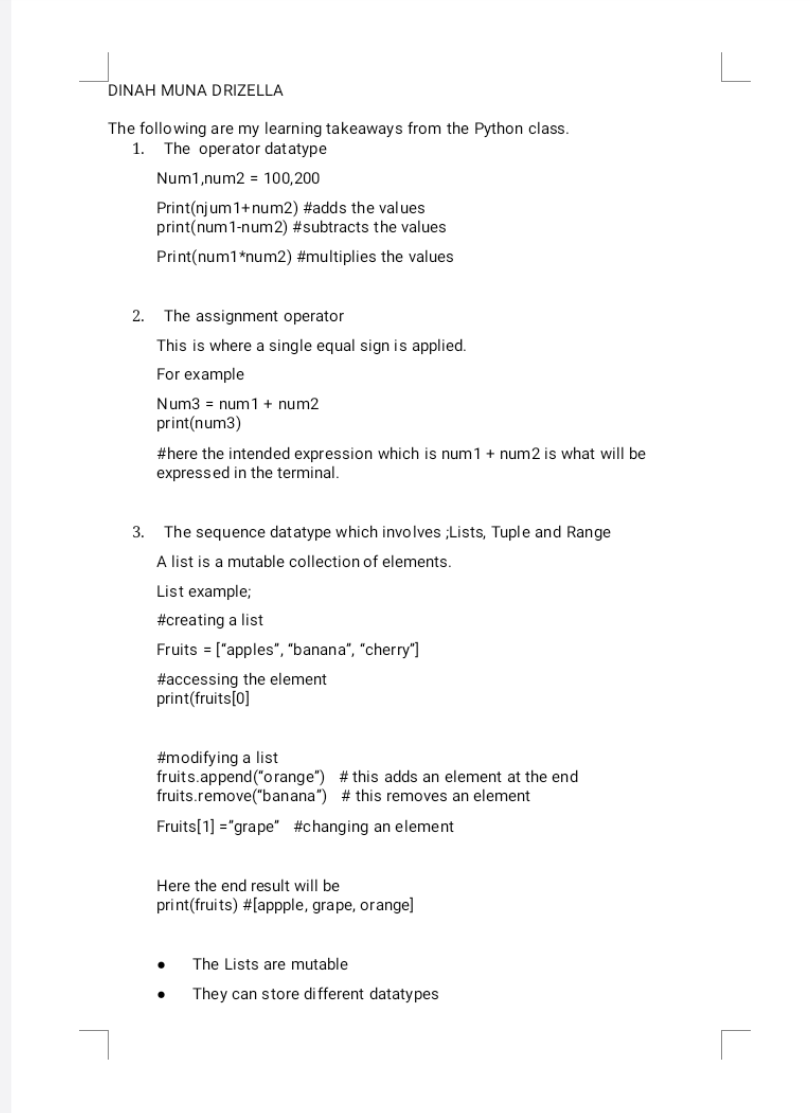 DINAH MUNA DRIZELLA
The following are my learning takeaways from the Python class.
1. The operator datatype
Num1,num2 = 100,200
Print(njum1+num2) #adds the values
print(num1-num2) #subtracts the values
Print(num1*num2) #multiplies the values
2. The assignment operator
This is where a single equal sign is applied.
For example
Num3 = num1 + num2
print(num3)
#here the intended expression which is num1 + num2 is what will be
expressed in the terminal.
3. The sequence datatype which involves ;Lists, Tuple and Range
A list is a mutable collection of elements.
List example;
#creating a list
Fruits = [“apples”, “banana”, “cherry”]
#accessing the element
print(fruits[0]
#modifying a list
fruits.append(“orange”) # this adds an element at the end
fruits.remove(“banana”) # this removes an element
Fruits[1] =”grape” #changing an element
Here the end result will be
print(fruits) #[appple, grape, orange]
• The Lists are mutable
• They can store different datatypes